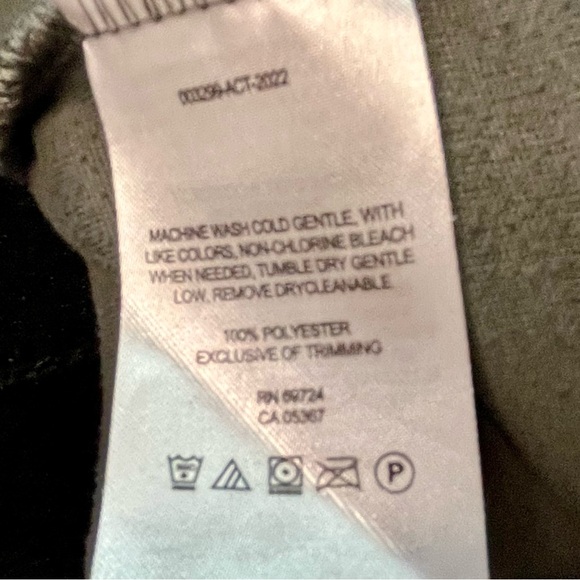 003299-ACT-2022
MACHINE WASH COLD GENTLE, WITH
LIKE COLORS, NON-CHLORINE BLEACH
WHEN NEEDED, TUMBLE DRY GENTLE
LOW. REMOVE DRYCLEANABLE
100% POLYESTER
EXCLUSIVE OF TRIMMING
RN 69724
CA 05367
P